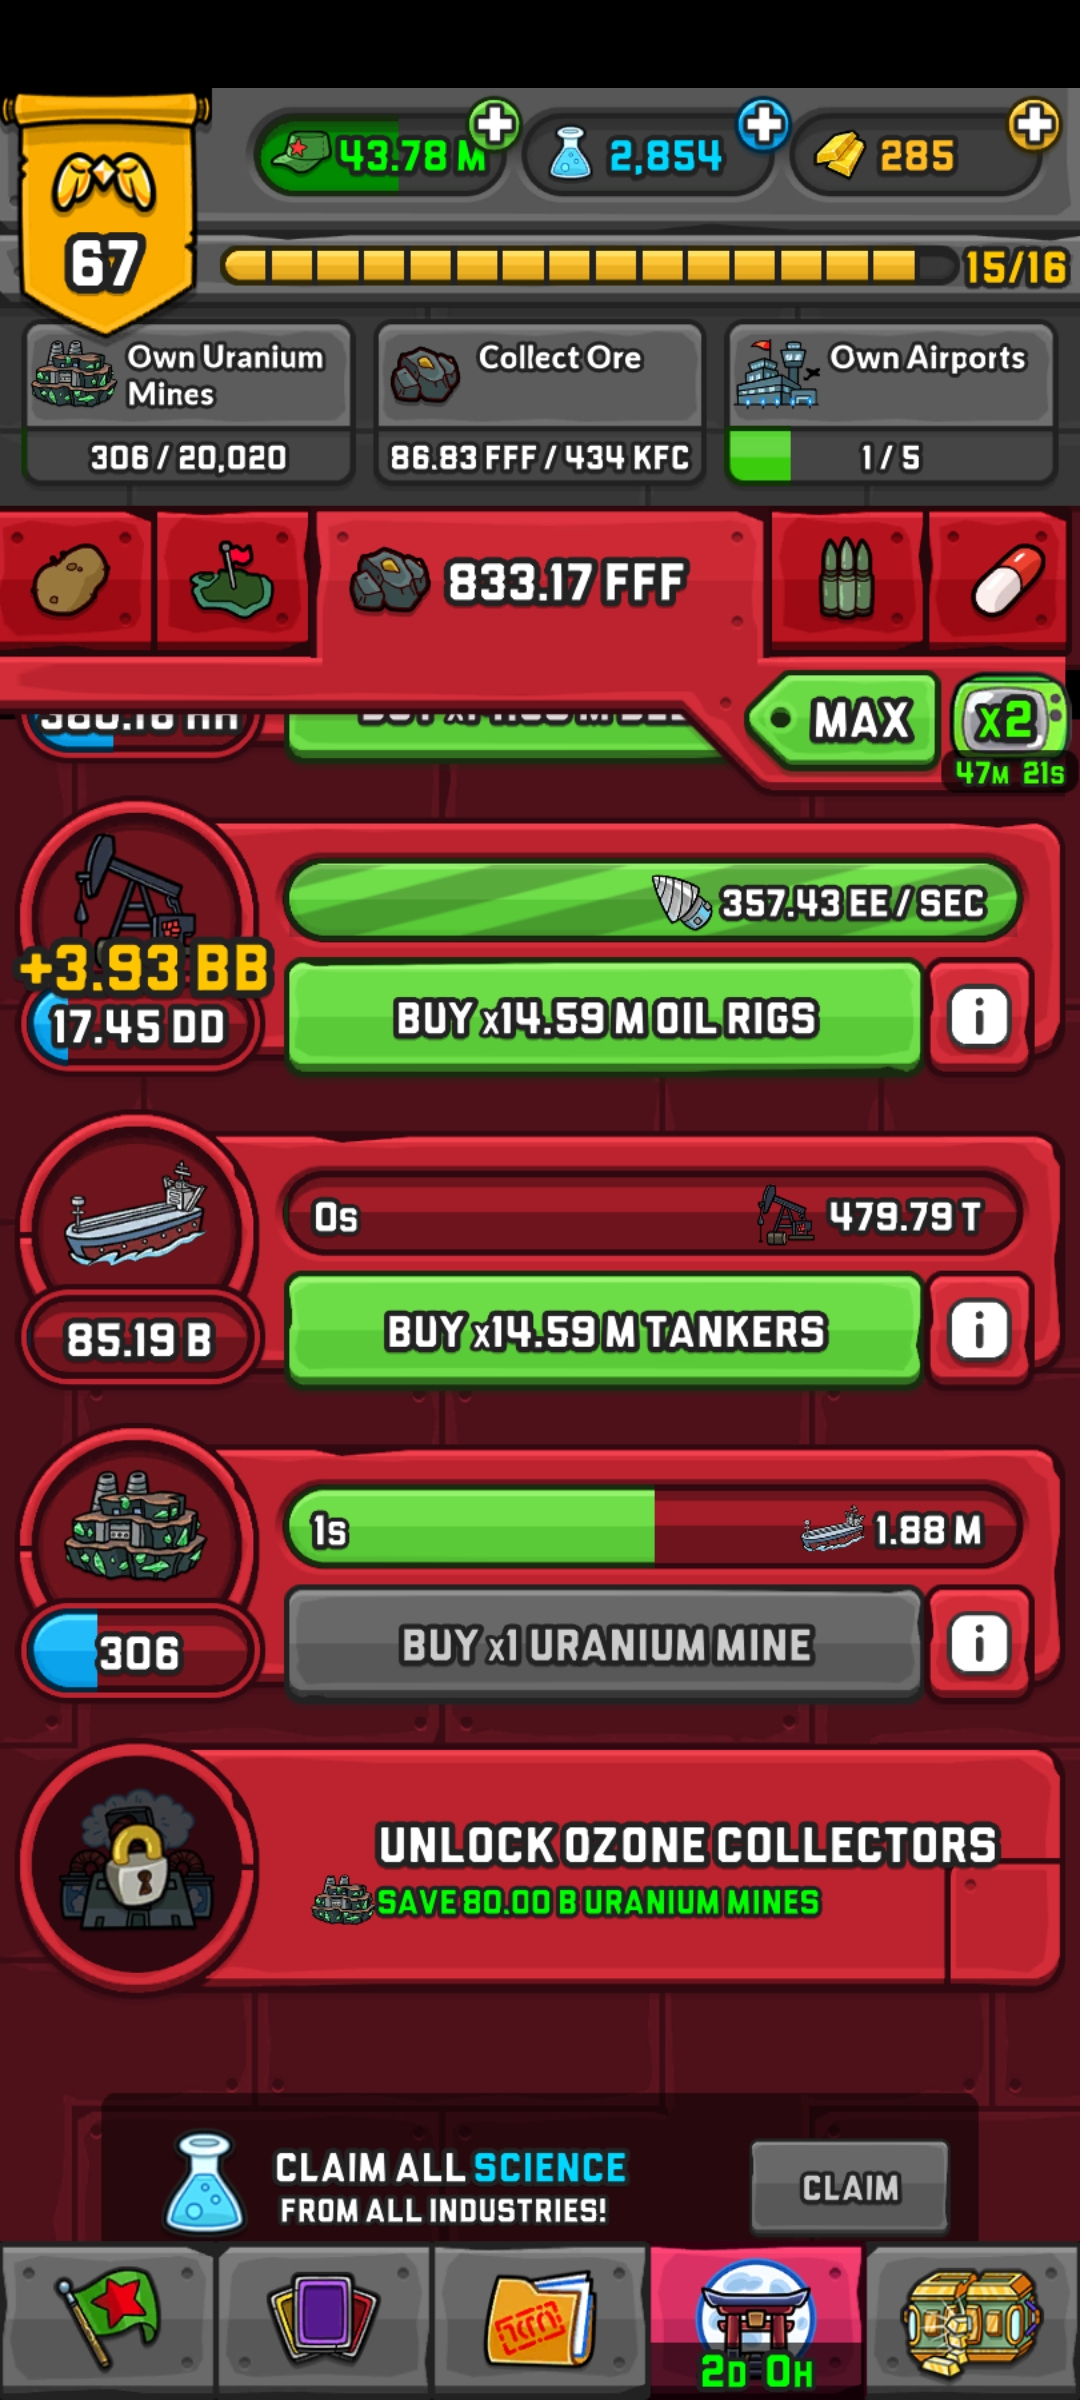 43.78 M
2,854
285
67
15/16
Own Uranium
Mines
306 / 20,020
Collect Ore
86.83 FFF / 434 KFC
Own Airports
1 / 5
833.17 FFF
MAX
x2
47M 21S
357.43 EE / SEC
+3.93 BB
17.45 DD
BUY x14.59 M OIL RIGS
i
0s
479.79 T
85.19 B
BUY x14.59 M TANKERS
i
1s
1.88 M
306
BUY x1 URANIUM MINE
i
UNLOCK OZONE COLLECTORS
SAVE 80.00 B URANIUM MINES
CLAIM ALL SCIENCE
FROM ALL INDUSTRIES!
CLAIM
2D 0H